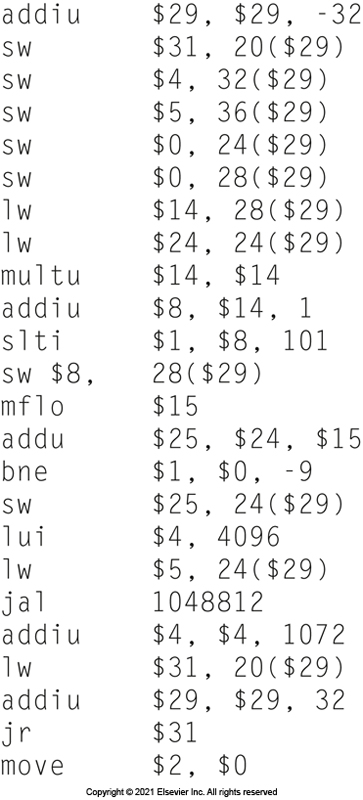 addiu $29, $29, -32
sw $31, 20($29)
sw $4, 32($29)
sw $5, 36($29)
sw $0, 24($29)
sw $0, 28($29)
lw $14, 28($29)
lw $24, 24($29)
multu $14, $14
addiu $8, $14, 1
slti $1, $8, 101
sw $8, 28($29)
mflo $15
addu $25, $24, $15
bne $1, $0, -9
sw $25, 24($29)
lui $4, 4096
lw $5, 24($29)
jal 1048812
addiu $4, $4, 1072
lw $31, 20($29)
addiu $29, $29, 32
jr $31
move $2, $0
Copyright © 2021 Elsevier Inc. All rights reserved